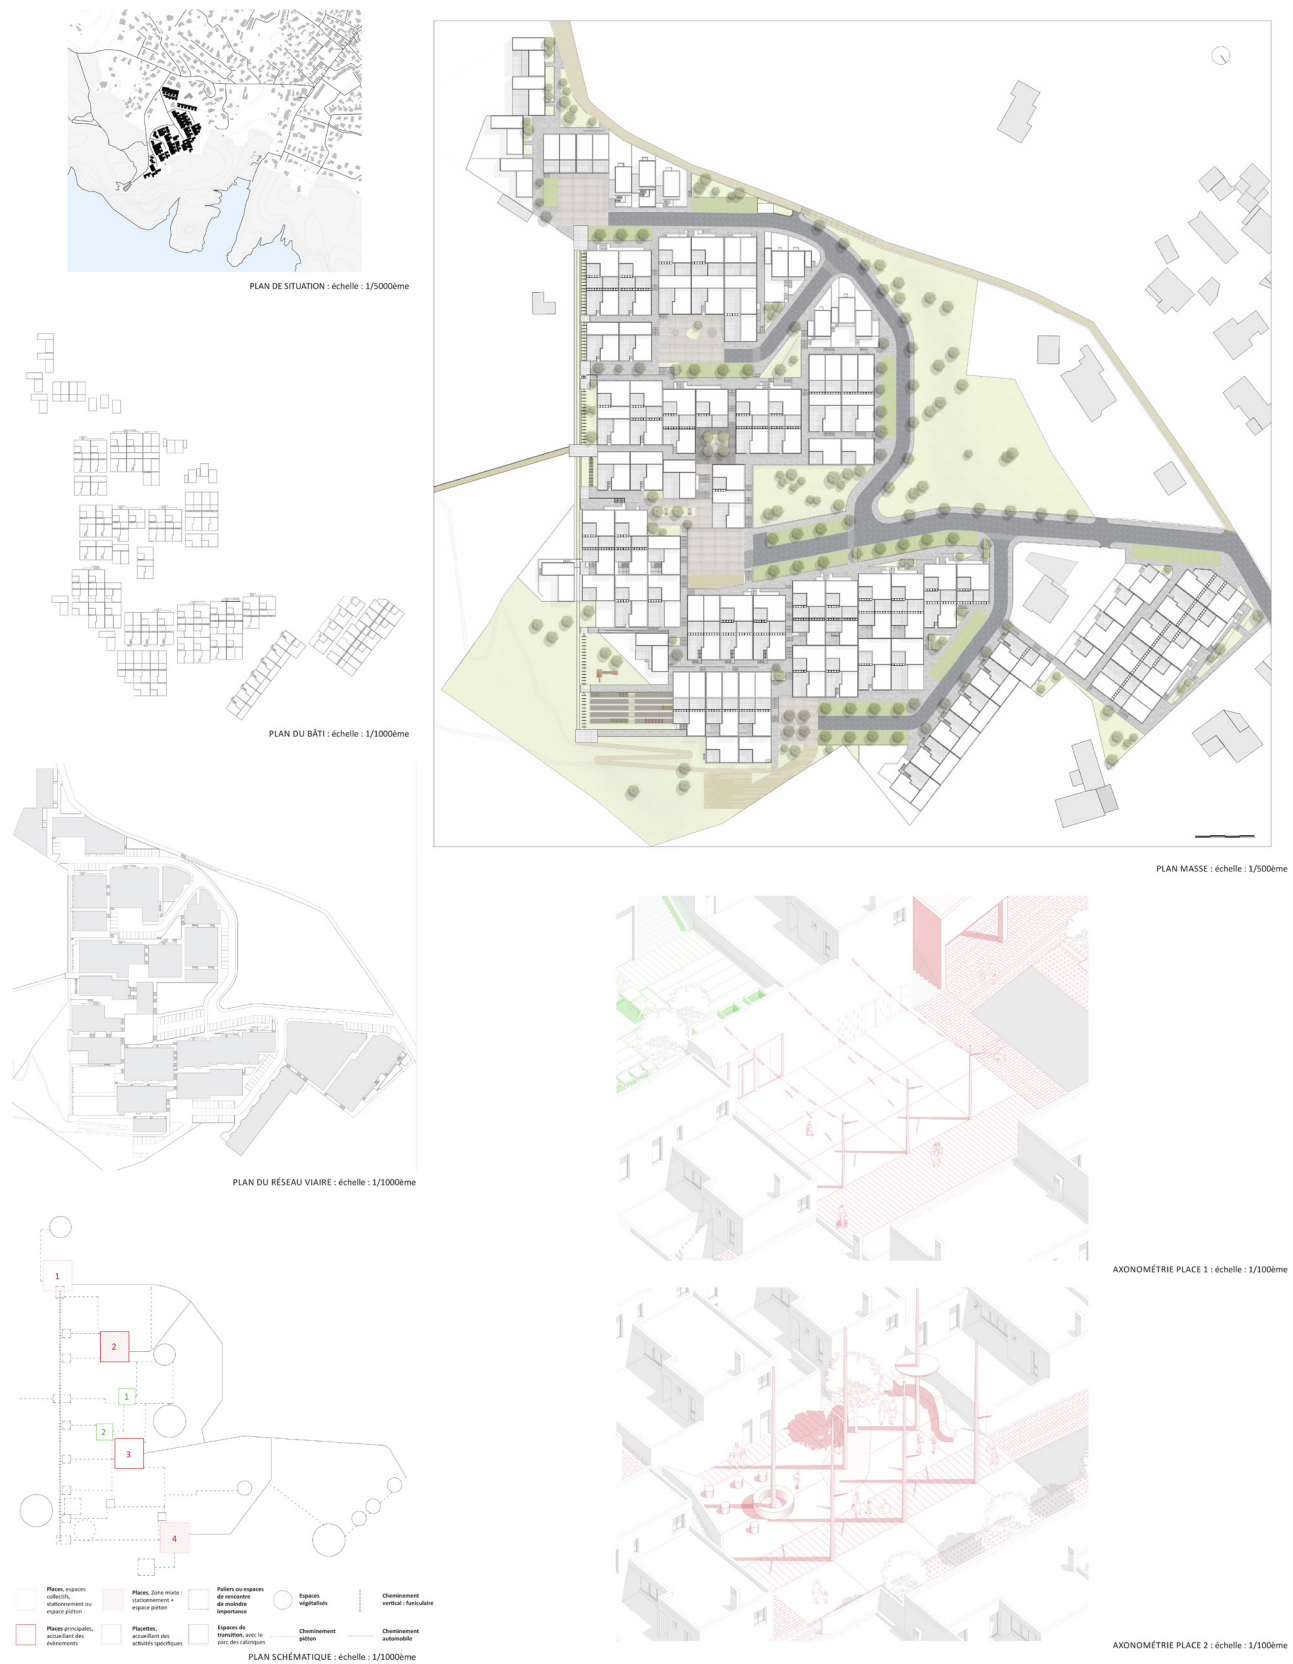 PLAN DE SITUATION : échelle : 1/5000ème
PLAN DU BÂTI : échelle : 1/1000ème
PLAN MASSE : échelle : 1/500ème
PLAN DU RÉSEAU VIAIRE : échelle : 1/1000ème
AXONOMÉTRIE PLACE 1 : échelle : 1/100ème
1
2
1
2
3
4
Places, espaces
collectifs,
stationnement ou
espace piéton
Places, Zone mixte :
stationnement +
espace piéton
Paliers ou espaces
de rencontre
de moindre
importance
Espaces
végétalisés
Cheminement
vertical : funiculaire
Places principales,
accueillant des
évènements
Placettes,
accueillant des
activités spécifiques
Espaces de
transition, avec le
parc des calanques
Cheminement
piéton
Cheminement
automobile
PLAN SCHÉMATIQUE : échelle : 1/1000ème
AXONOMÉTRIE PLACE 2 : échelle : 1/100ème